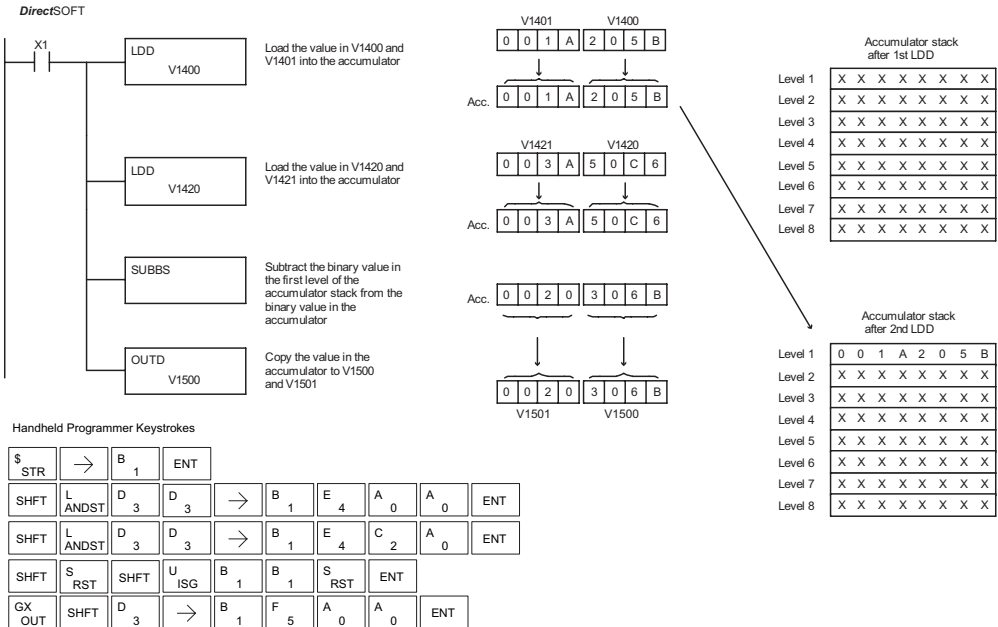 DirectSOFT
X1
LDD
V1400
Load the value in V1400 and
V1401 into the accumulator
LDD
V1420
Load the value in V1420 and
V1421 into the accumulator
SUBBS
Subtract the binary value in
the first level of the
accumulator stack from the
binary value in the
accumulator
OUTD
V1500
Copy the value in the
accumulator to V1500
and V1501
V1401 V1400
0 0 1 A 2 0 5 B
Acc. 0 0 1 A 2 0 5 B
V1421 V1420
0 0 3 A 5 0 C 6
Acc. 0 0 3 A 5 0 C 6
Acc. 0 0 2 0 3 0 6 B
0 0 2 0 3 0 6 B
V1501 V1500
Accumulator stack
after 1st LDD
Level 1 X X X X X X X X
Level 2 X X X X X X X X
Level 3 X X X X X X X X
Level 4 X X X X X X X X
Level 5 X X X X X X X X
Level 6 X X X X X X X X
Level 7 X X X X X X X X
Level 8 X X X X X X X X
Accumulator stack
after 2nd LDD
Level 1 0 0 1 A 2 0 5 B
Level 2 X X X X X X X X
Level 3 X X X X X X X X
Level 4 X X X X X X X X
Level 5 X X X X X X X X
Level 6 X X X X X X X X
Level 7 X X X X X X X X
Level 8 X X X X X X X X
Handheld Programmer Keystrokes
$ STR → B 1 ENT
SHFT L ANDST D 3 D 3 → B 1 E 4 A 0 A 0 ENT
SHFT L ANDST D 3 D 3 → B 1 E 4 C 2 A 0 ENT
SHFT S RST SHFT U ISG B 1 B 1 S RST ENT
GX OUT SHFT D 3 → B 1 F 5 A 0 A 0 ENT